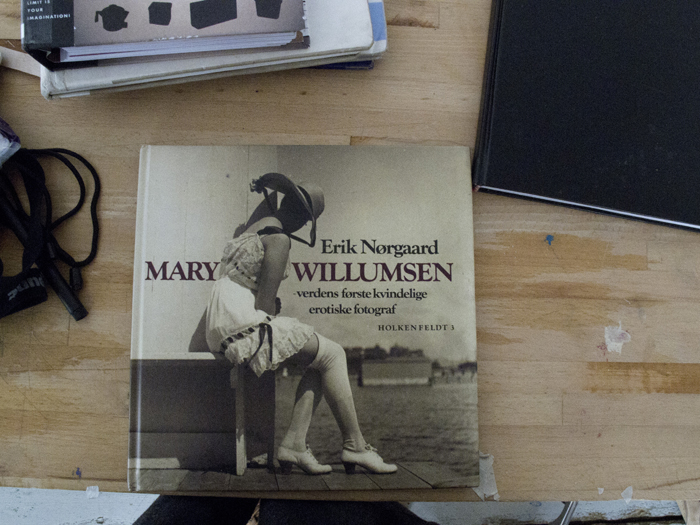 LIMIT IS
YOUR
IMAGINATION!
Erik Nørgaard
MARY WILLUMSEN
-verdens første kvindelige
erotiske fotograf
HOLKENFELDT 3